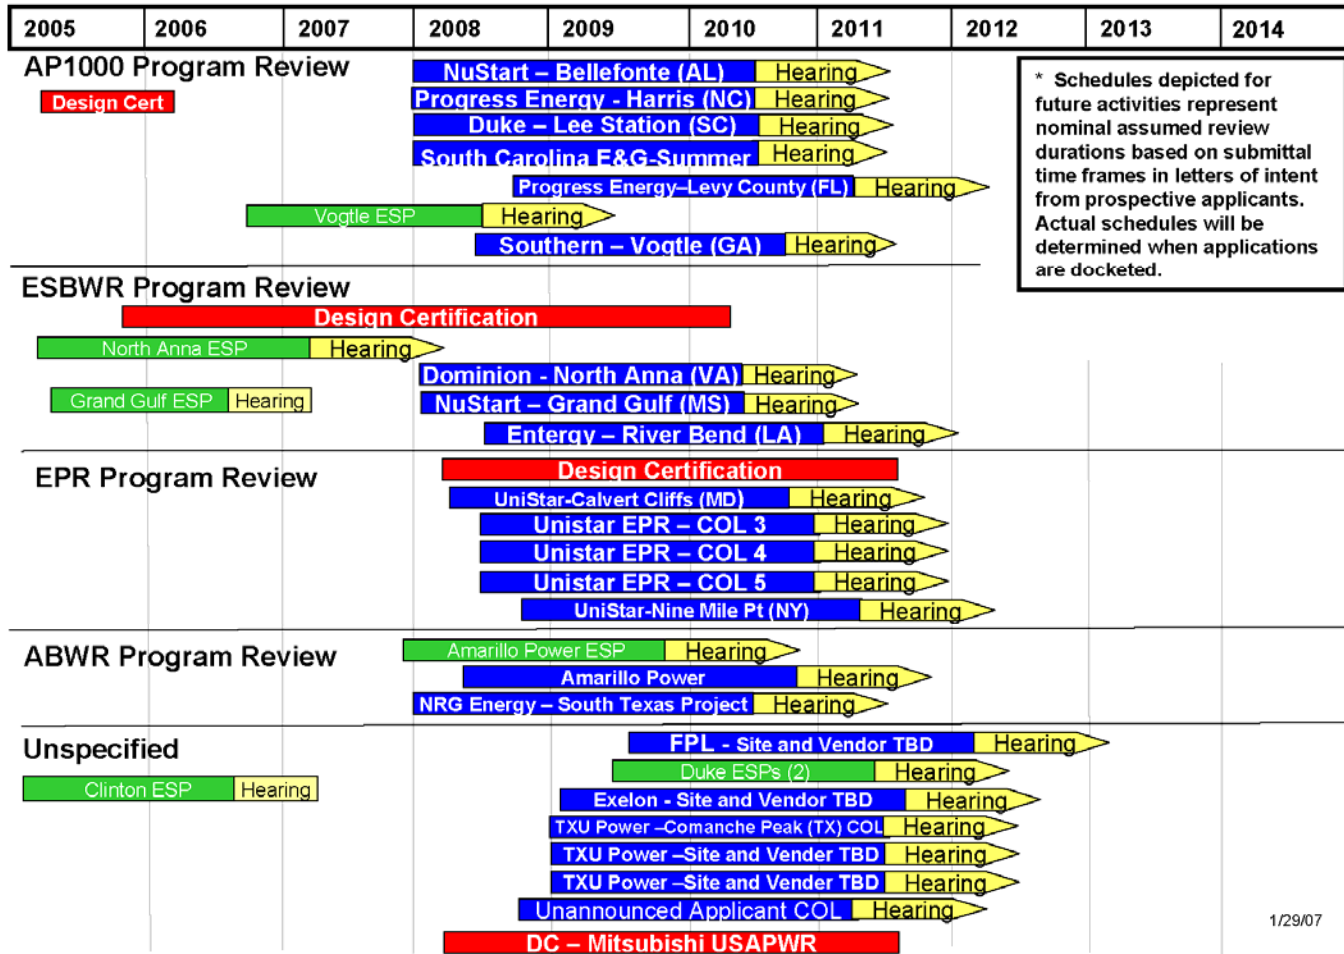 2005 2006 2007 2008 2009 2010 2011 2012 2013 2014
AP1000 Program Review
NuStart – Bellefonte (AL) Hearing
Design Cert
Progress Energy - Harris (NC) Hearing
Duke – Lee Station (SC) Hearing
South Carolina E&G-Summer Hearing
Progress Energy–Levy County (FL) Hearing
Vogtle ESP Hearing
Southern – Vogtle (GA) Hearing
* Schedules depicted for
future activities represent
nominal assumed review
durations based on submittal
time frames in letters of intent
from prospective applicants.
Actual schedules will be
determined when applications
are docketed.
ESBWR Program Review
Design Certification
North Anna ESP Hearing
Dominion - North Anna (VA) Hearing
Grand Gulf ESP Hearing
NuStart – Grand Gulf (MS) Hearing
Entergy – River Bend (LA) Hearing
EPR Program Review
Design Certification
UniStar-Calvert Cliffs (MD) Hearing
Unistar EPR – COL 3 Hearing
Unistar EPR – COL 4 Hearing
Unistar EPR – COL 5 Hearing
UniStar-Nine Mile Pt (NY) Hearing
ABWR Program Review
Amarillo Power ESP Hearing
Amarillo Power Hearing
NRG Energy – South Texas Project Hearing
Unspecified
FPL - Site and Vendor TBD Hearing
Duke ESPs (2) Hearing
Clinton ESP Hearing
Exelon - Site and Vendor TBD Hearing
TXU Power –Comanche Peak (TX) COL Hearing
TXU Power –Site and Vender TBD Hearing
TXU Power –Site and Vender TBD Hearing
Unannounced Applicant COL Hearing
DC – Mitsubishi USAPWR
1/29/07